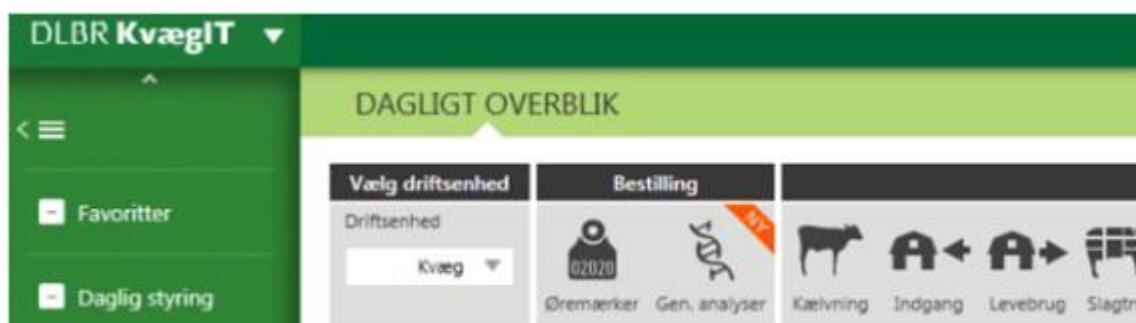 DLBR KvægIT
DAGLIGT OVERBLIK
Favoritter
Daglig styring
Vælg driftsenhed
Driftsenhed
Kvæg
Bestilling
NY
02020
Øremærker Gen. analyser
Kælvning Indgang Levebrug